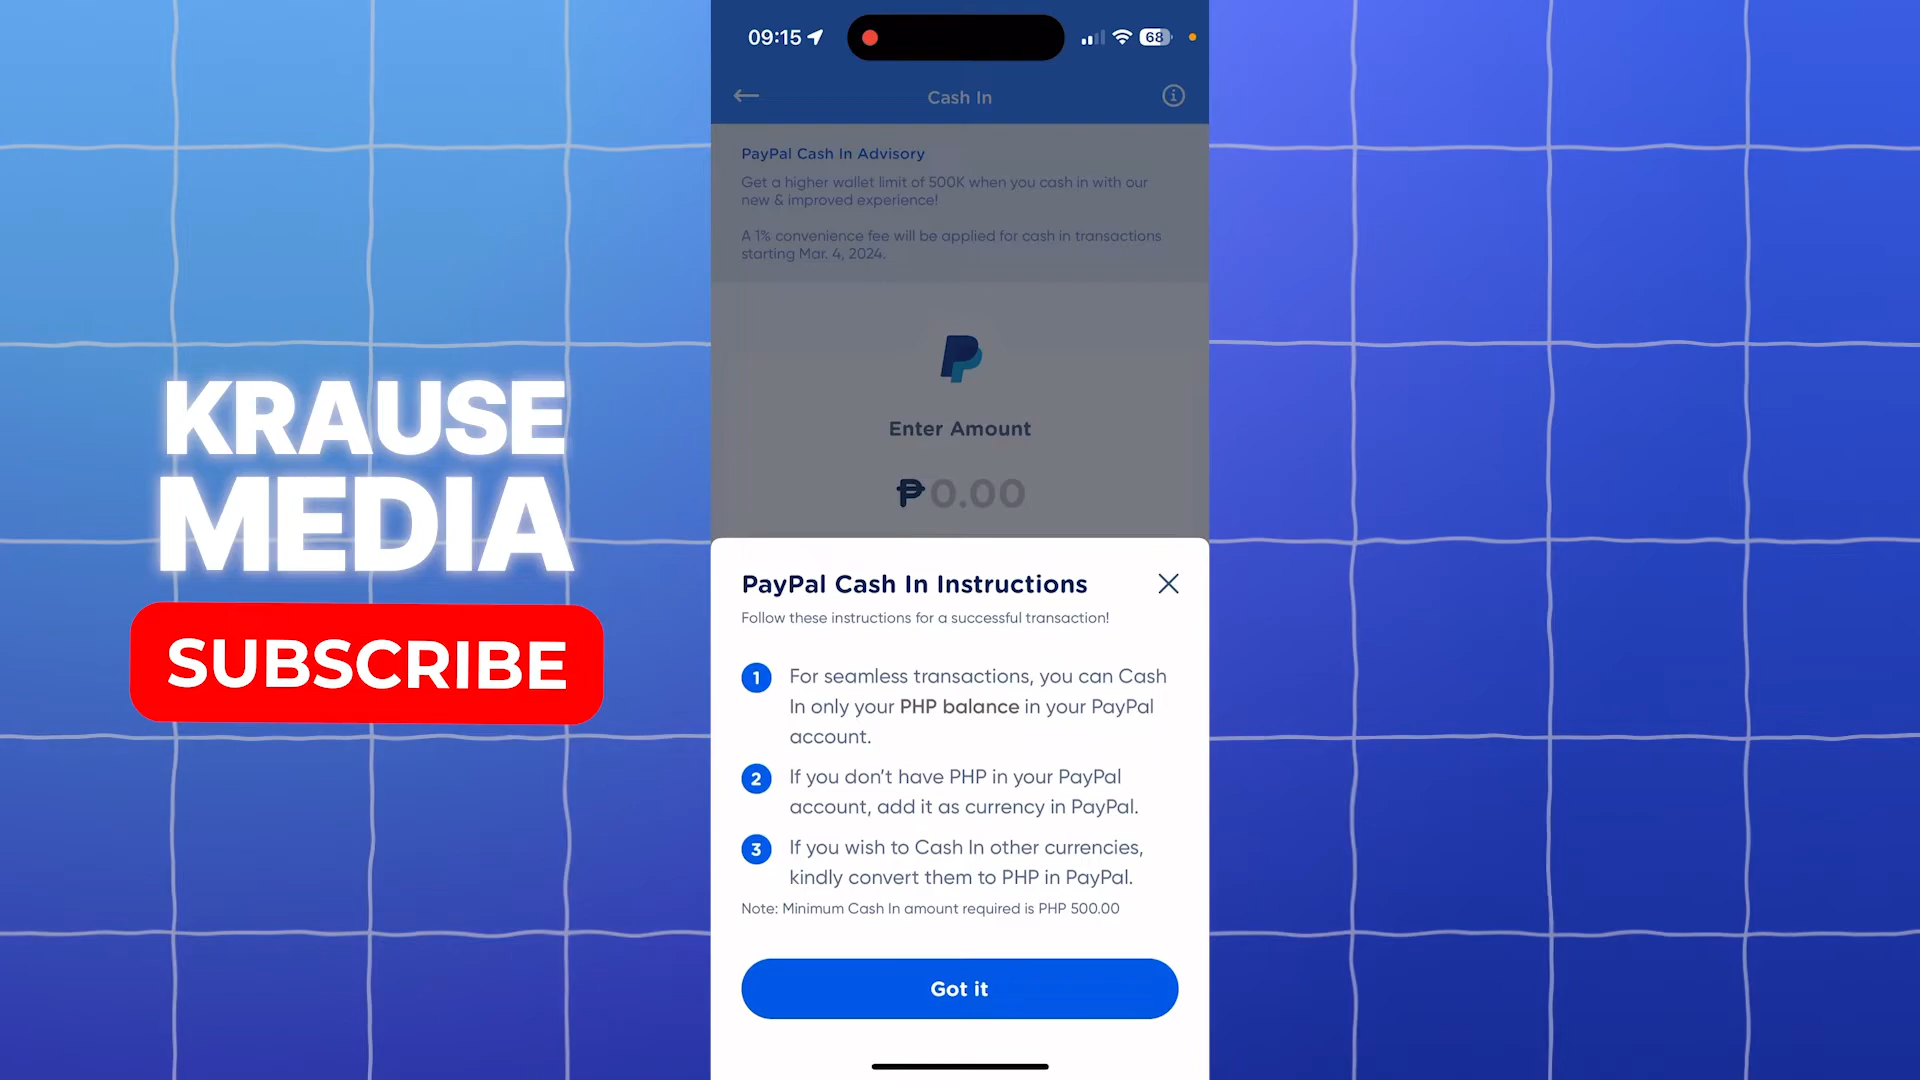 KRAUSE
MEDIA
SUBSCRIBE
09:15
68
Cash In
PayPal Cash In Advisory
Get a higher wallet limit of 500K when you cash in with our
new & improved experience!
A 1% convenience fee will be applied for cash in transactions
starting Mar. 4, 2024.
Enter Amount
₱0.00
PayPal Cash In Instructions
Follow these instructions for a successful transaction!
1 For seamless transactions, you can Cash
In only your PHP balance in your PayPal
account.
2 If you don't have PHP in your PayPal
account, add it as currency in PayPal.
3 If you wish to Cash In other currencies,
kindly convert them to PHP in PayPal.
Note: Minimum Cash In amount required is PHP 500.00
Got it